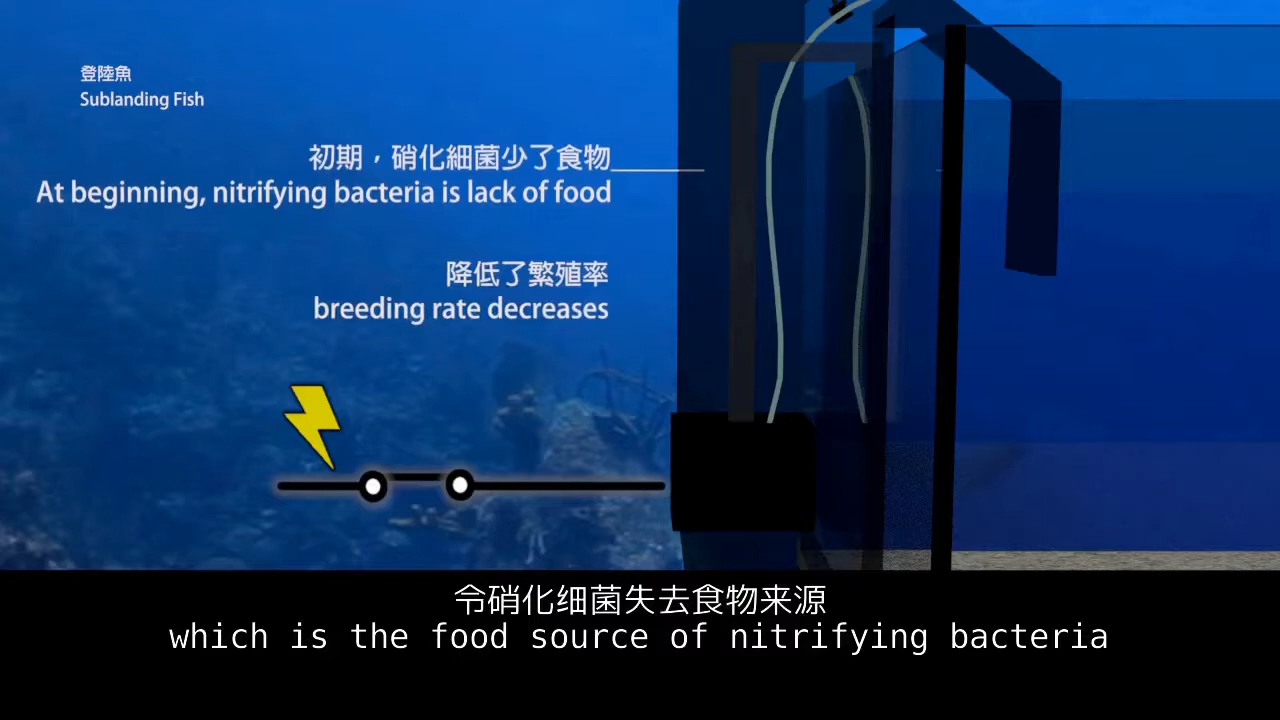 登陸魚
Sublanding Fish
初期，硝化細菌少了食物
At beginning, nitrifying bacteria is lack of food
降低了繁殖率
breeding rate decreases
令硝化细菌失去食物来源
which is the food source of nitrifying bacteria